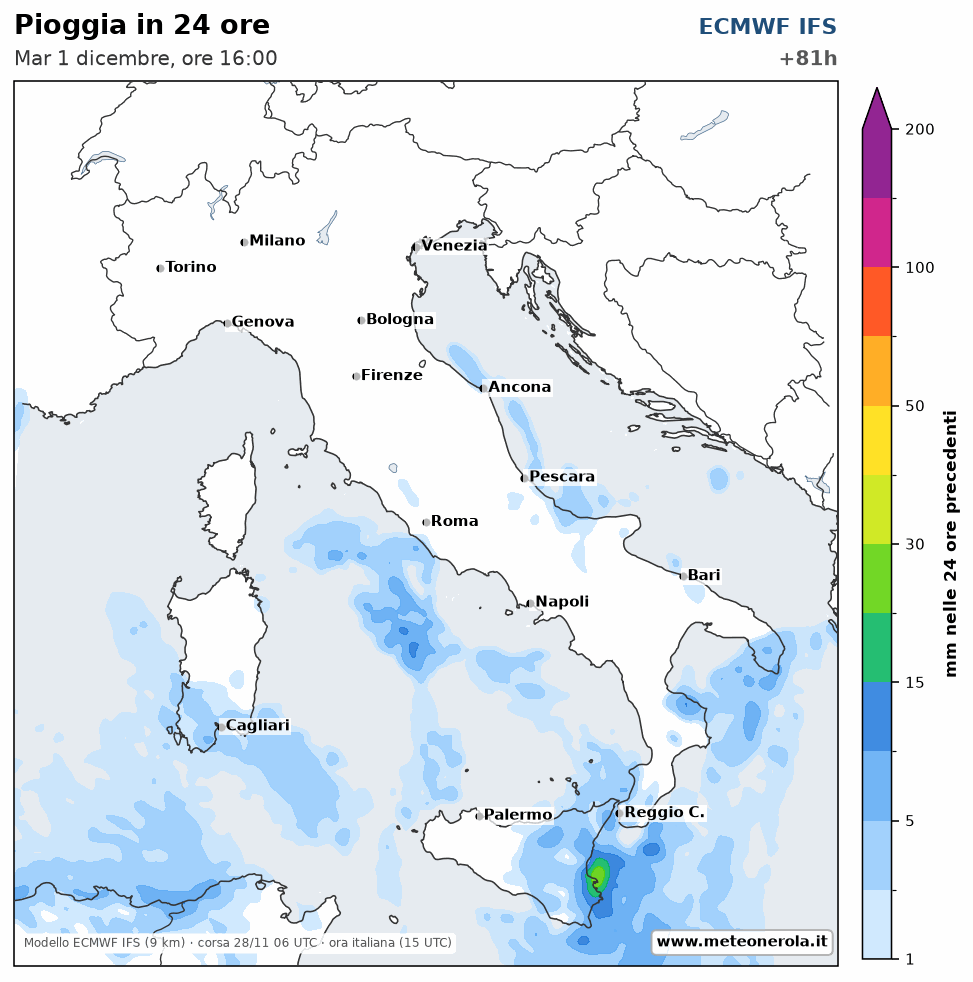 Pioggia in 24 ore
ECMWF IFS
Mar 1 dicembre, ore 16:00
+81h
200
100
50
30
15
5
1
mm nelle 24 ore precedenti
Milano
Venezia
Torino
Genova
Bologna
Firenze
Ancona
Pescara
Roma
Bari
Napoli
Cagliari
Palermo
Reggio C.
Modello ECMWF IFS (9 km) · corsa 28/11 06 UTC · ora italiana (15 UTC)
www.meteonerola.it